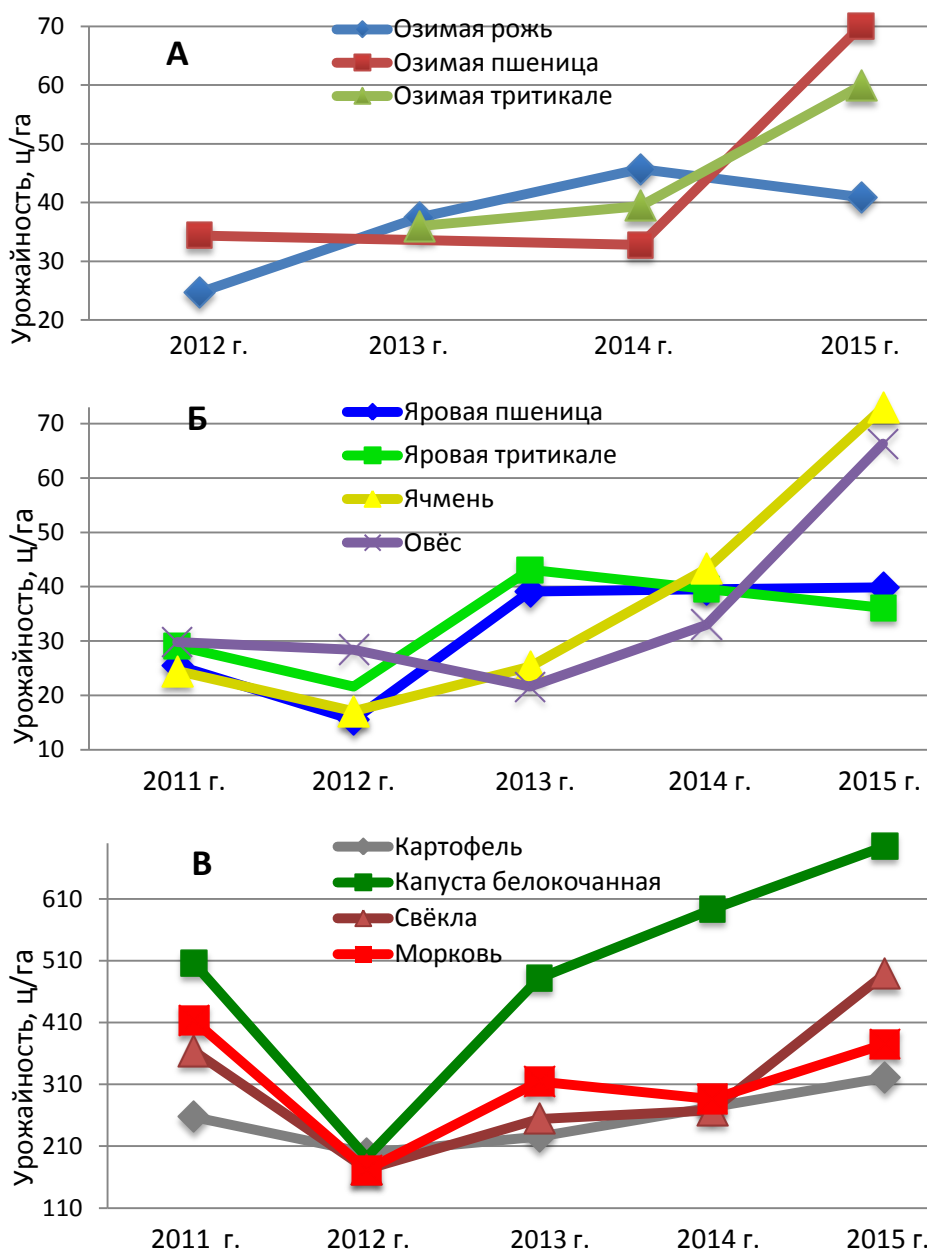 А
Озимая рожь
Озимая пшеница
Озимая тритикале
Урожайность, ц/га
70
60
50
40
30
20
2012 г.
2013 г.
2014 г.
2015 г.
Б
Яровая пшеница
Яровая тритикале
Ячмень
Овёс
Урожайность, ц/га
70
60
50
40
30
20
10
2011 г.
2012 г.
2013 г.
2014 г.
2015 г.
В
Картофель
Капуста белокочанная
Свёкла
Морковь
Урожайность, ц/га
610
510
410
310
210
110
2011 г.
2012 г.
2013 г.
2014 г.
2015 г.